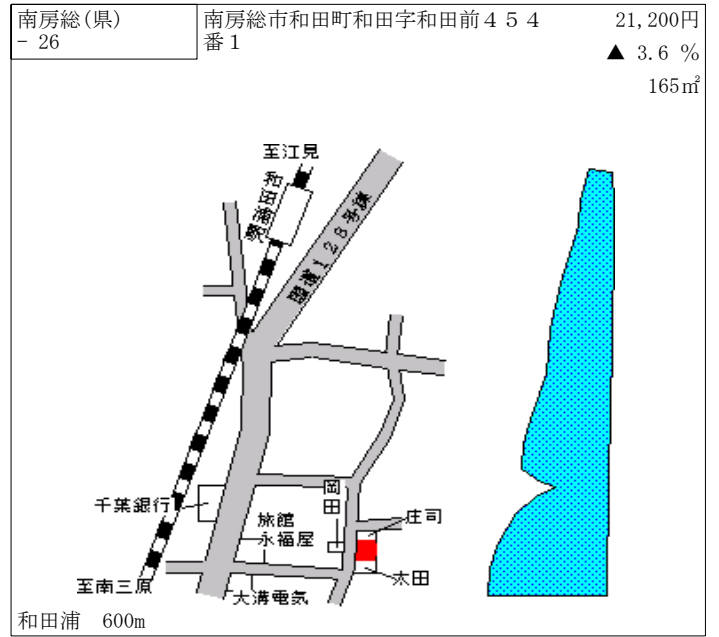 南房総(県)
- 26
南房総市和田町和田字和田前４５４
番１
21,200円
▲ 3.6 %
165㎡
至江見
和田浦駅
国道１２８号線
千葉銀行
旅館
永福屋
岡
田
庄司
太田
至南三原
大溝電気
和田浦　600m